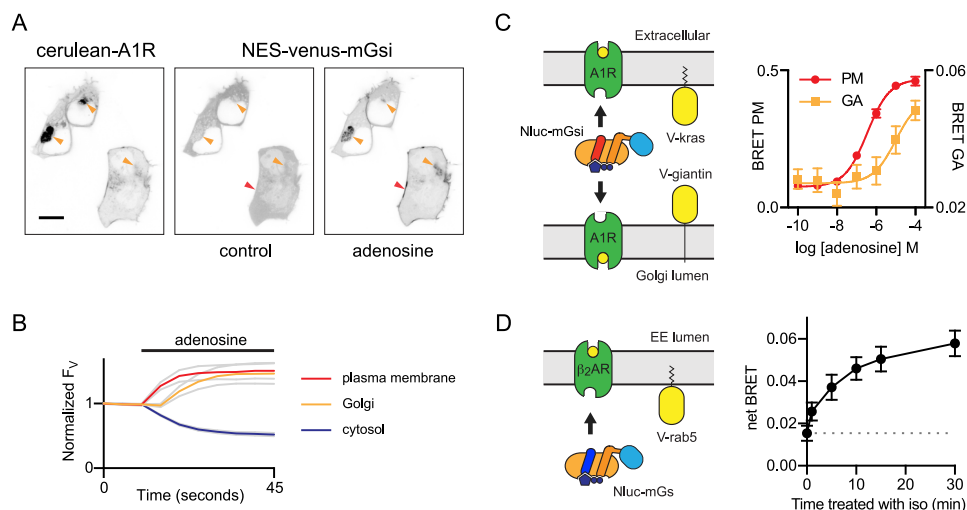 A
cerulean-A1R
NES-venus-mGsi
control
adenosine
B
adenosine
Normalized FV
1
0
0
45
Time (seconds)
plasma membrane
Golgi
cytosol
C
Extracellular
A1R
V-kras
Nluc-mGsi
V-giantin
A1R
Golgi lumen
BRET PM
0.5
0.0
PM
GA
0.06
0.02
BRET GA
-10
-8
-6
-4
log [adenosine] M
D
EE lumen
β2AR
V-rab5
Nluc-mGs
net BRET
0.06
0.04
0.02
0.00
0
10
20
30
Time treated with iso (min)